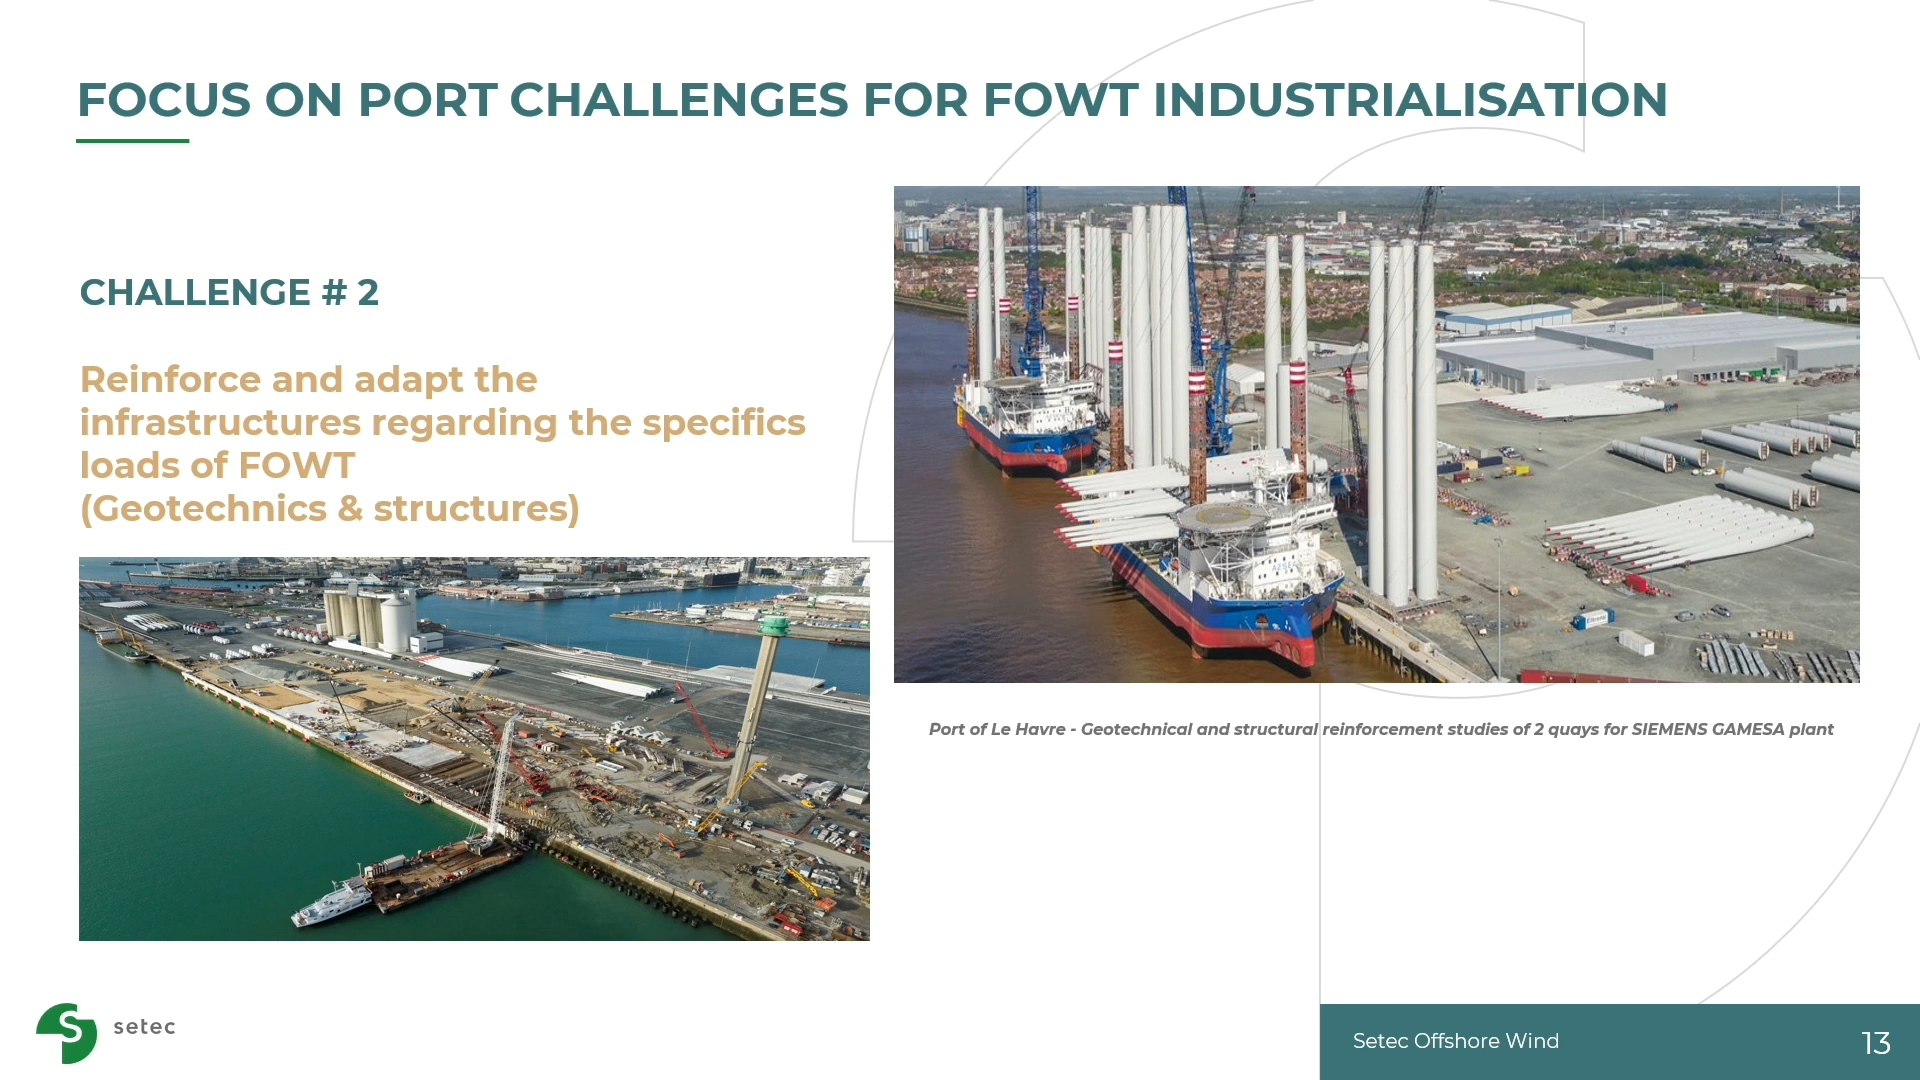 FOCUS ON PORT CHALLENGES FOR FOWT INDUSTRIALISATION
CHALLENGE # 2
Reinforce and adapt the
infrastructures regarding the specifics
loads of FOWT
(Geotechnics & structures)
Port of Le Havre - Geotechnical and structural reinforcement studies of 2 quays for SIEMENS GAMESA plant
S setec
Setec Offshore Wind
13